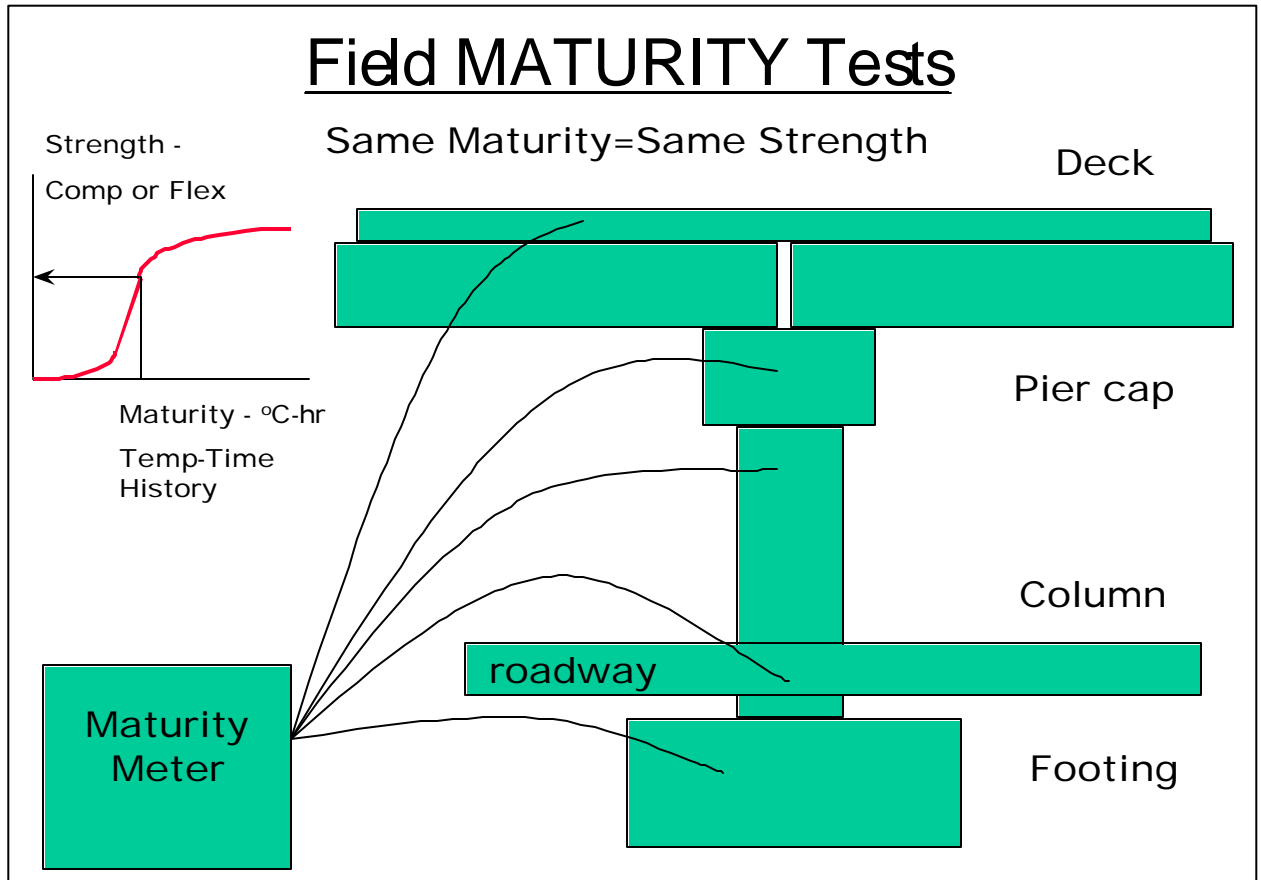 Field MATURITY Tests
Strength -
Comp or Flex
Same Maturity=Same Strength
Deck
Maturity - ºC-hr
Temp-Time
History
Pier cap
Column
roadway
Maturity
Meter
Footing